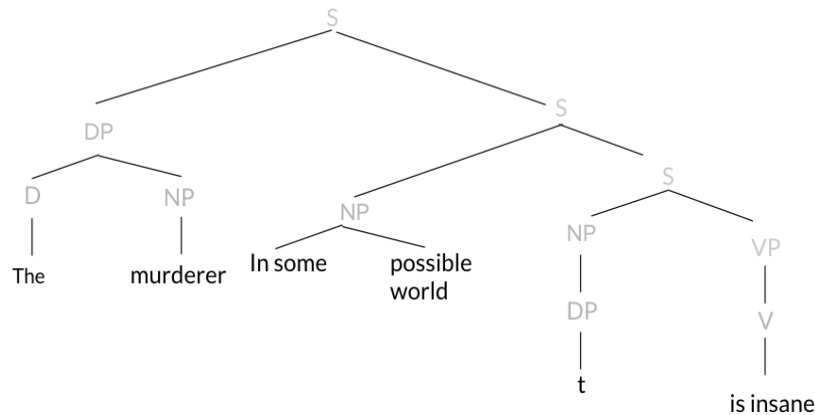 S
S
DP
S
D NP
NP
NP
VP
The murderer
In some possible
world
DP
V
t
is insane